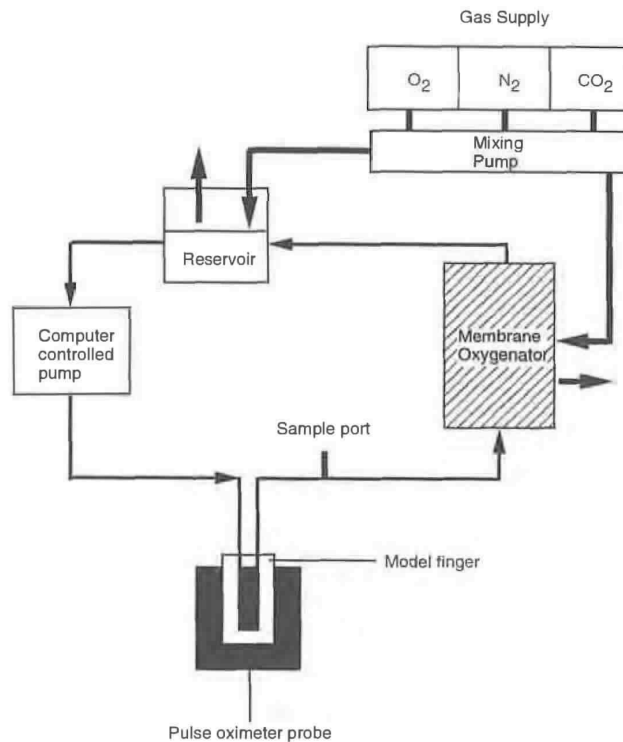 Gas Supply
O2 N2 CO2
Mixing
Pump
Reservoir
Computer
controlled
pump
Membrane
Oxygenator
Sample port
Model finger
Pulse oximeter probe